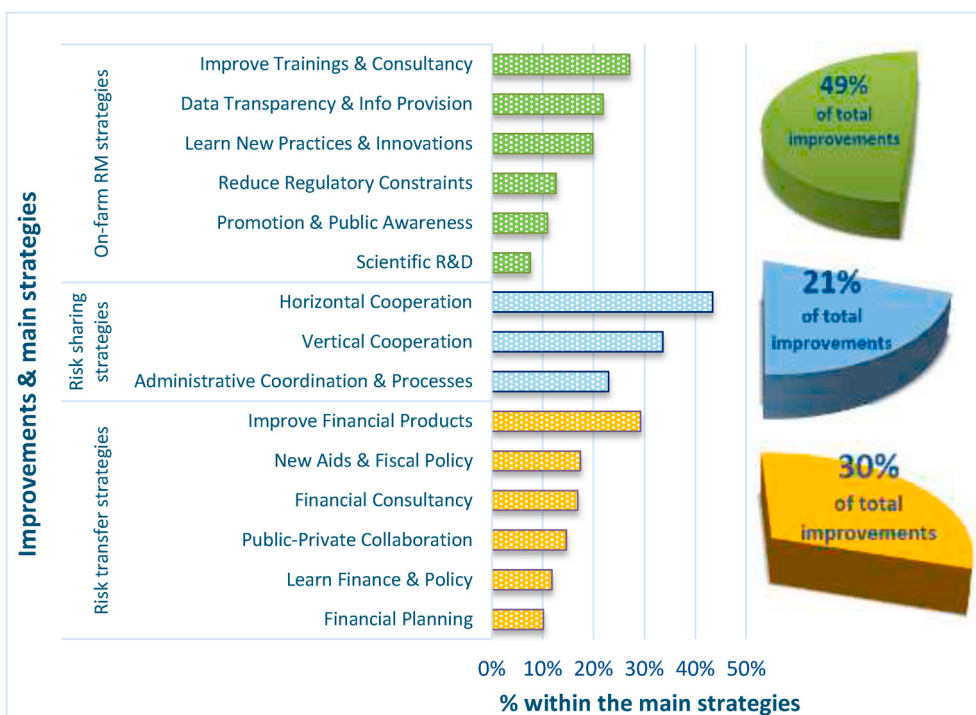 Improvements & main strategies
On-farm RM strategies
Improve Trainings & Consultancy
Data Transparency & Info Provision
Learn New Practices & Innovations
Reduce Regulatory Constraints
Promotion & Public Awareness
Scientific R&D
49%
of total
improvements
Risk sharing
strategies
Horizontal Cooperation
Vertical Cooperation
Administrative Coordination & Processes
21%
of total
improvements
Risk transfer strategies
Improve Financial Products
New Aids & Fiscal Policy
Financial Consultancy
Public-Private Collaboration
Learn Finance & Policy
Financial Planning
30%
of total
improvements
0% 10% 20% 30% 40% 50%
% within the main strategies